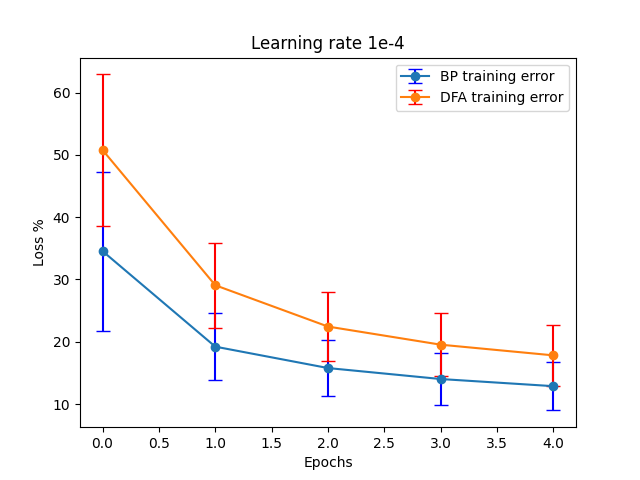 Learning rate 1e-4
BP training error
DFA training error
Loss %
60
50
40
30
20
10
0.0 0.5 1.0 1.5 2.0 2.5 3.0 3.5 4.0
Epochs